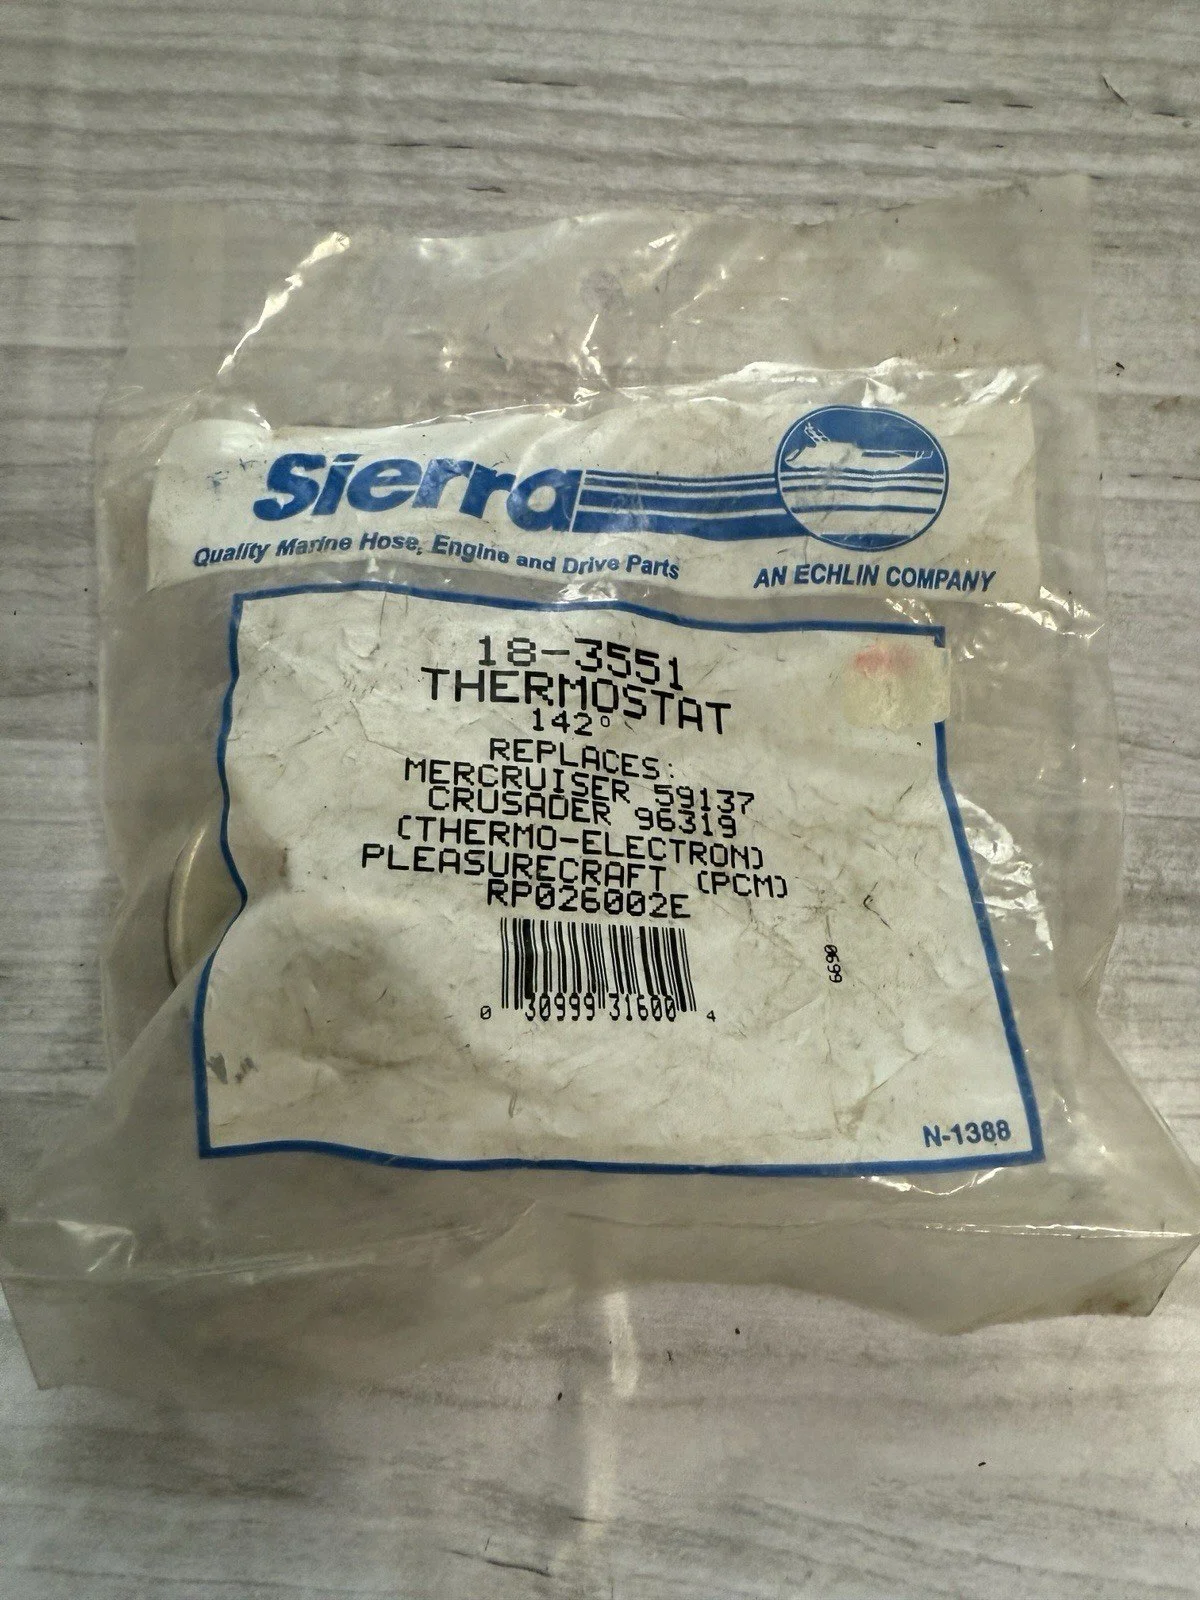 Sierra
Quality Marine Hose, Engine and Drive Parts
AN ECHLIN COMPANY
18-3551
THERMOSTAT
142°
REPLACES:
MERCRUISER 59137
CRUSADER 96319
(THERMO-ELECTRON)
PLEASURECRAFT (PCM)
RP026002E
0 30999 31600 4
0699
N-1388